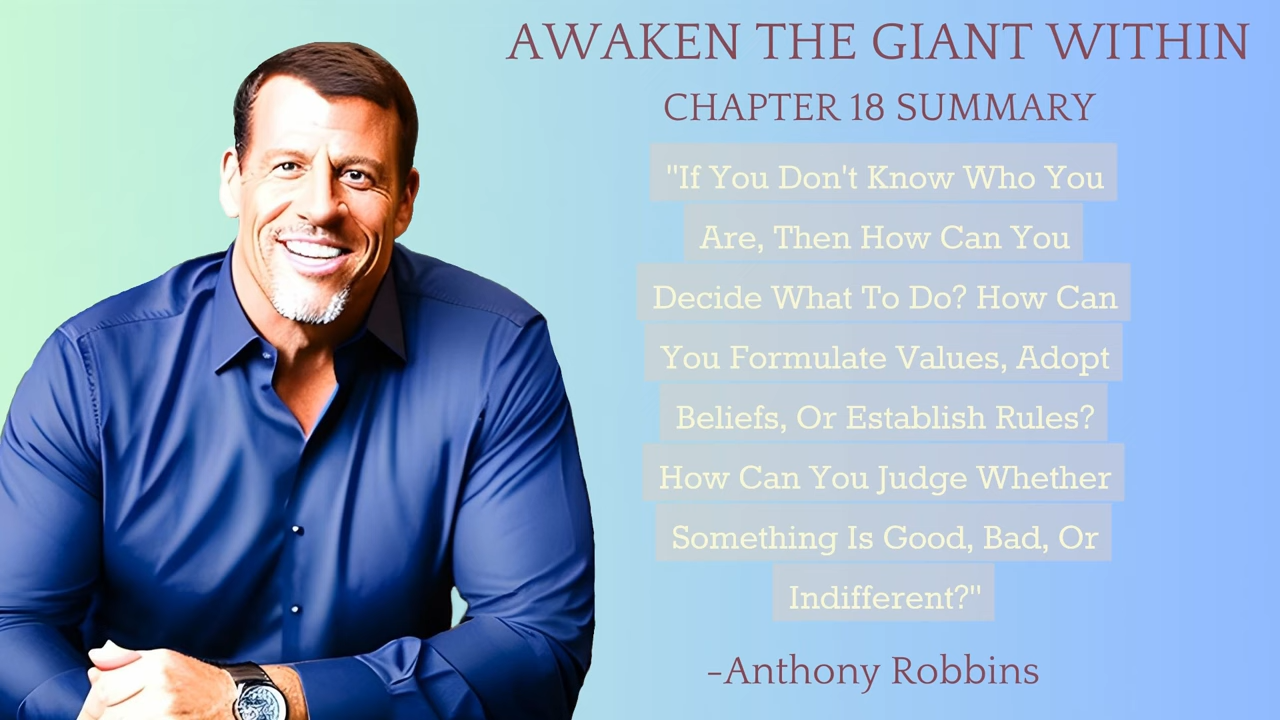 AWAKEN THE GIANT WITHIN
CHAPTER 18 SUMMARY
"If You Don't Know Who You
Are, Then How Can You
Decide What To Do? How Can
You Formulate Values, Adopt
Beliefs, Or Establish Rules?
How Can You Judge Whether
Something Is Good, Bad, Or
Indifferent?"
–Anthony Robbins